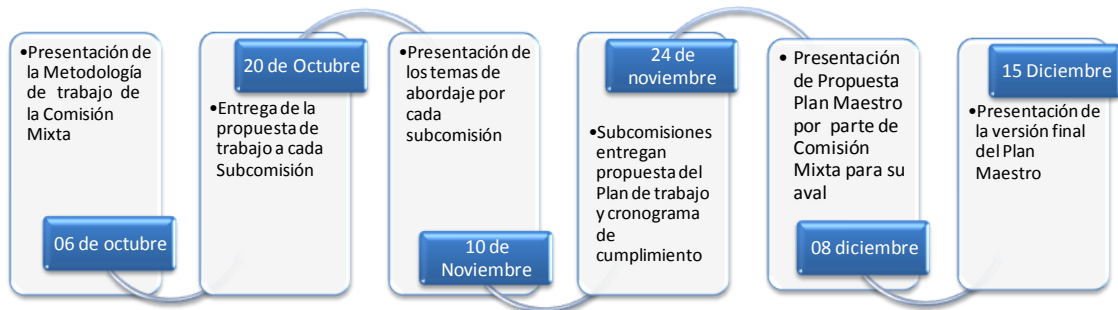 •Presentación de
la Metodología
de trabajo de
la Comisión
Mixta
06 de octubre
20 de Octubre
•Entrega de la
propuesta de
trabajo a cada
Subcomisión
•Presentación de
los temas de
abordaje por
cada
subcomisión
10 de
Noviembre
24 de
noviembre
•Subcomisiones
entregan
propuesta del
Plan de trabajo
y cronograma
de
cumplimiento
• Presentación
de Propuesta
Plan Maestro
por parte de
Comisión
Mixta para su
aval
08 diciembre
15 Diciembre
•Presentación de
la versión final
del Plan
Maestro